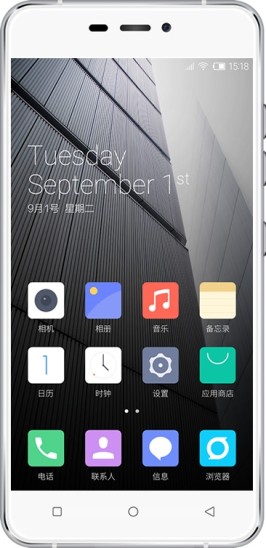 15:18
Tuesday
September 1st
9月1号 星期二
相机 相册 音乐 备忘录
1
日历 时钟 设置 应用商店
电话 联系人 信息 浏览器